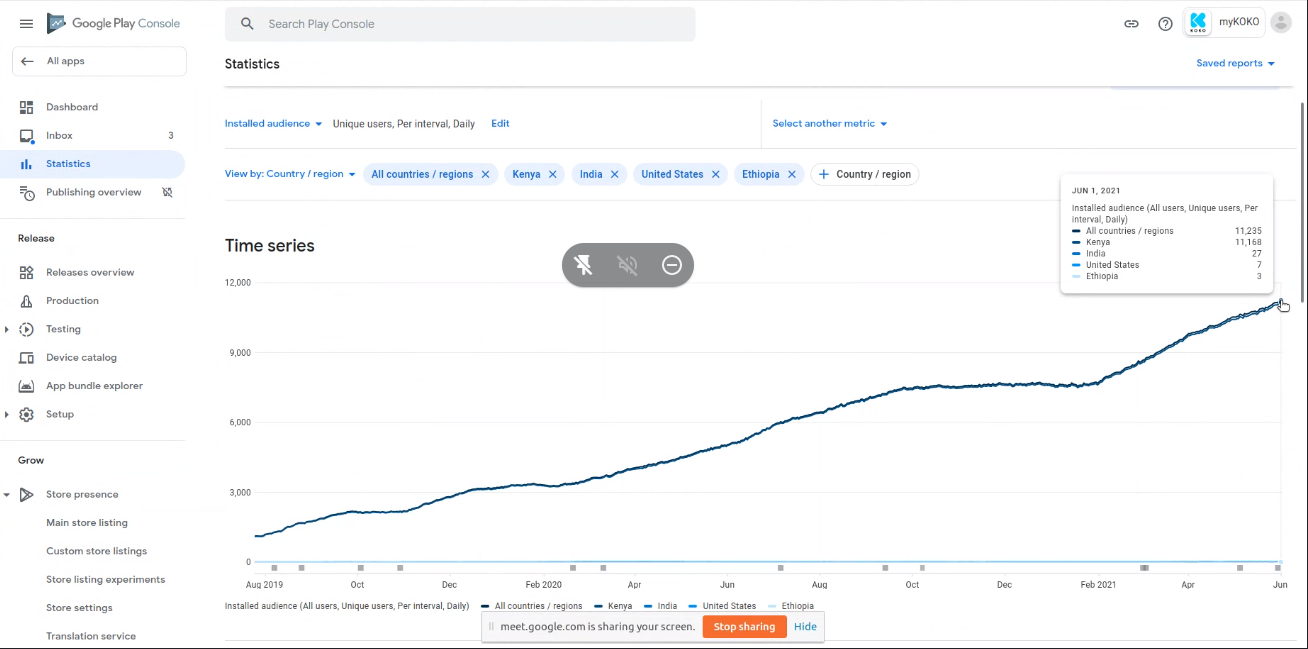 Google Play Console
Search Play Console
myKOKO
KOKO
All apps
Statistics
Saved reports
Dashboard
Inbox 3
Statistics
Publishing overview
Release
Releases overview
Production
Testing
Device catalog
App bundle explorer
Setup
Grow
Store presence
Main store listing
Custom store listings
Store listing experiments
Store settings
Translation service
Installed audience Unique users, Per interval, Daily Edit
Select another metric
View by: Country / region All countries / regions Kenya India United States Ethiopia + Country / region
JUN 1, 2021
Installed audience (All users, Unique users, Per
interval, Daily)
All countries / regions 11,235
Kenya 11,168
India 27
United States 7
Ethiopia 3
Time series
12,000
9,000
6,000
3,000
0
Aug 2019 Oct Dec Feb 2020 Apr Jun Aug Oct Dec Feb 2021 Apr Jun
Installed audience (All users, Unique users, Per interval, Daily) All countries / regions Kenya India United States Ethiopia
meet.google.com is sharing your screen. Stop sharing Hide